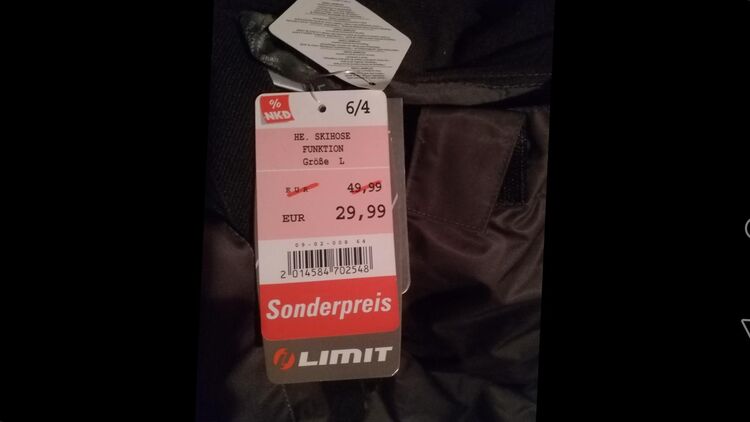 %
NKD
6/4
HE. SKIHOSE
FUNKTION
Größe L
EUR 49,99
EUR 29,99
09-02-008 64
2 014584 702548
Sonderpreis
LIMIT